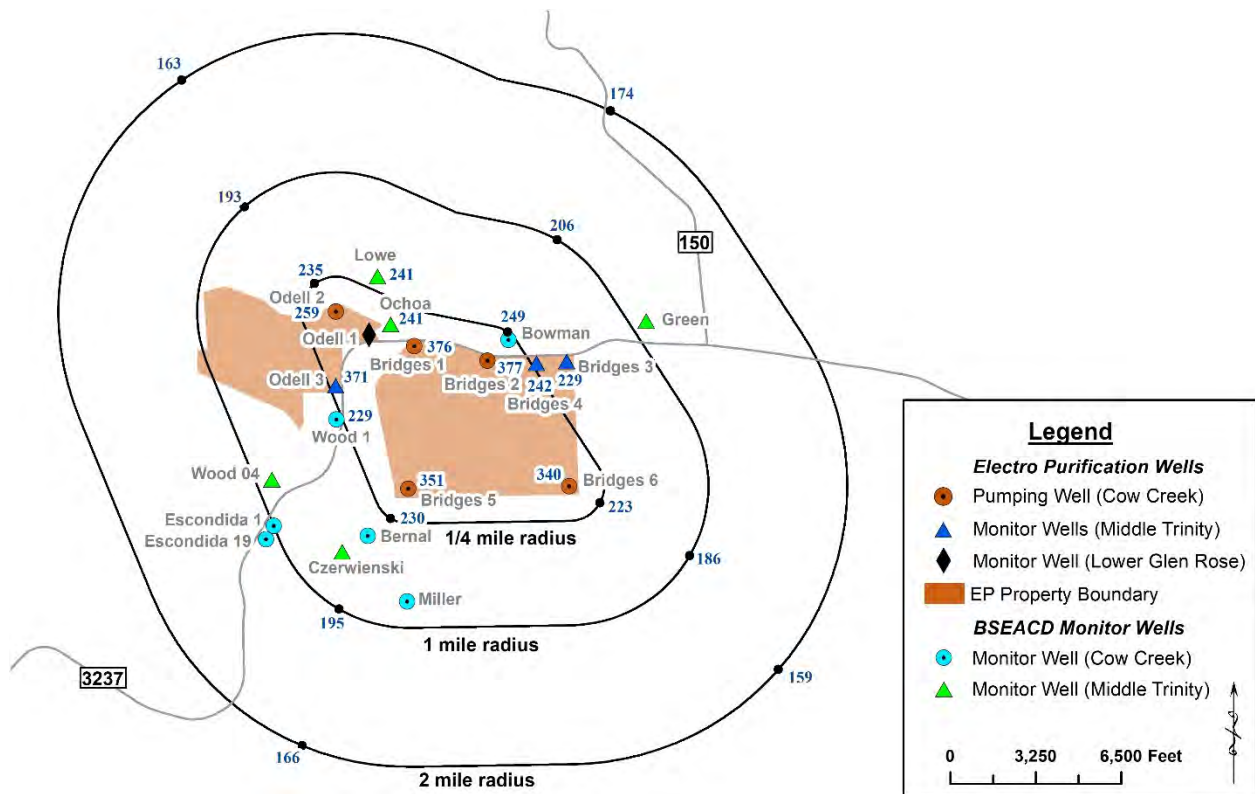 163
174
193
206
150
Lowe
241
235
Ochoa
Odell 2
259
241
249
Bowman
Green
Odell 1
376
Bridges 1
377
Bridges 2
242
229
Bridges 3
Bridges 4
Odell 3
371
229
Wood 1
Wood 04
351
Bridges 5
340
Bridges 6
223
Escondida 1
Escondida 19
230
Bernal
1/4 mile radius
Czerwienski
186
Miller
195
1 mile radius
3237
159
166
2 mile radius
Legend
Electro Purification Wells
Pumping Well (Cow Creek)
Monitor Wells (Middle Trinity)
Monitor Well (Lower Glen Rose)
EP Property Boundary
BSEACD Monitor Wells
Monitor Well (Cow Creek)
Monitor Well (Middle Trinity)
0 3,250 6,500 Feet